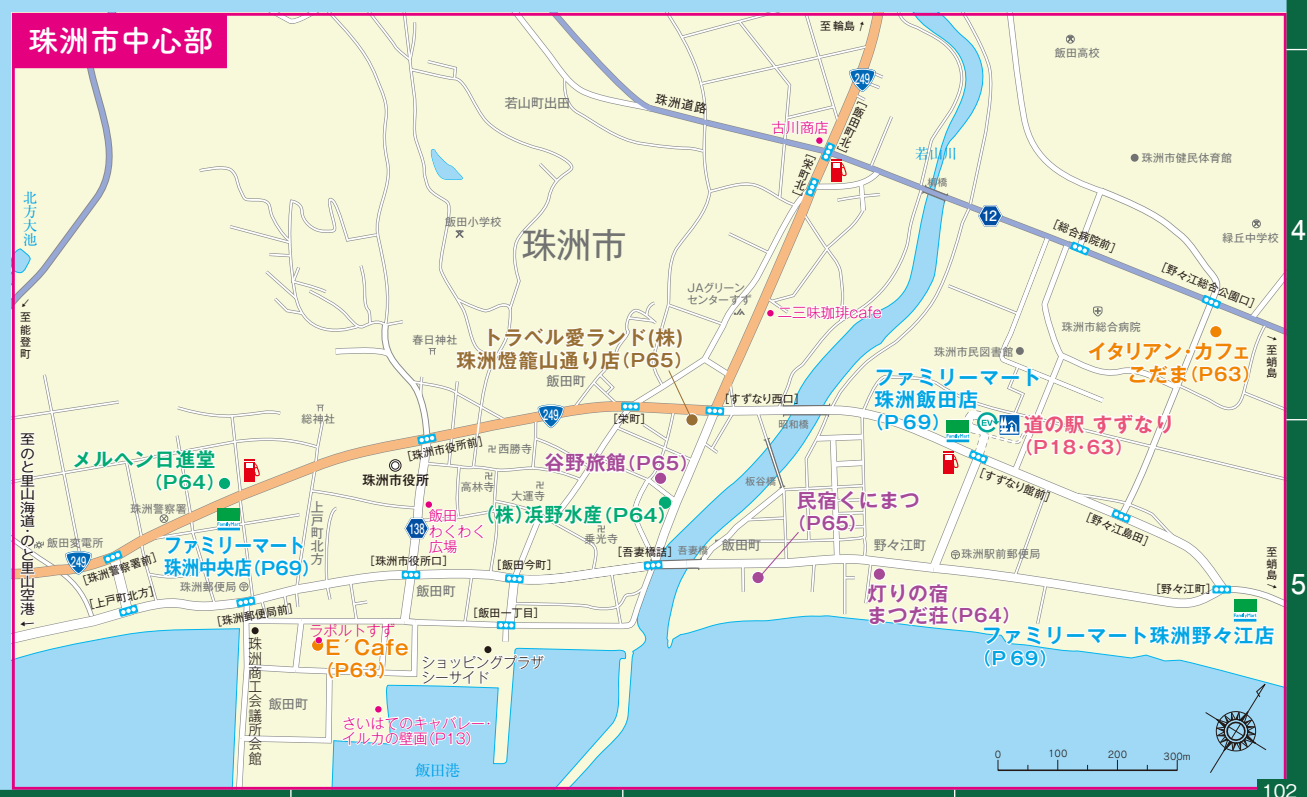 珠洲市中心部
至輪島↑
飯田高校
249
若山町出田
珠洲道路
[飯田町北]
古川商店
若山川
珠洲市健民体育館
[栄町北]
北方大池
飯田小学校
珠洲市
12
[総合病院前]
緑丘中学校
4
[野々江総合公園口]
JAグリーン
センターすず
二三味珈琲cafe
珠洲市総合病院
←至能登町
春日神社
トラベル愛ランド(株)
珠洲燈籠山通り店(P65)
珠洲市民図書館
イタリアン・カフェ
こだま(P63)
至蛸島→
飯田町
ファミリーマート
珠洲飯田店
(P69)
[すずなり西口]
総神社
249
[栄町]
昭和橋
FamilyMart
EV
道の駅 すずなり
(P18・63)
至のと里山海道・のと里山空港←
[珠洲市役所前]
西勝寺
メルヘン日進堂
(P64)
珠洲市役所
谷野旅館(P65)
高林寺
大運寺
板谷橋
[すずなり館前]
民宿くにまつ
(P65)
珠洲警察署
FamilyMart
上戸町北方
飯田
わくわく
広場
(株)浜野水産(P64)
[野々江島田]
138
乗光寺
飯田変電所
ファミリーマート
珠洲中央店(P69)
[吾妻橋詰]
吾妻橋
飯田町
野々江町
珠洲駅前郵便局
至蛸島→
249
[珠洲警察署前]
[珠洲市役所口]
[飯田今町]
5
珠洲郵便局
飯田町
[上戸町北方]
灯りの宿
まつだ荘(P64)
[野々江町]
[珠洲郵便局前]
[飯田一丁目]
FamilyMart
ファミリーマート珠洲野々江店
(P69)
ラポルトすず
E´Cafe
(P63)
珠洲商工会議所会館
ショッピングプラザ
シーサイド
飯田町
さいはてのキャバレー・
イルカの壁画(P13)
飯田港
0 100 200 300m
102